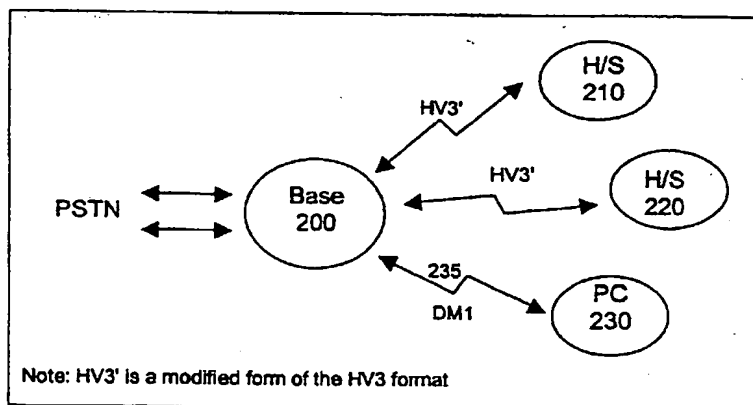 H/S
210
HV3'
HV3'
H/S
220
PSTN
Base
200
235
DM1
PC
230
Note: HV3' is a modified form of the HV3 format